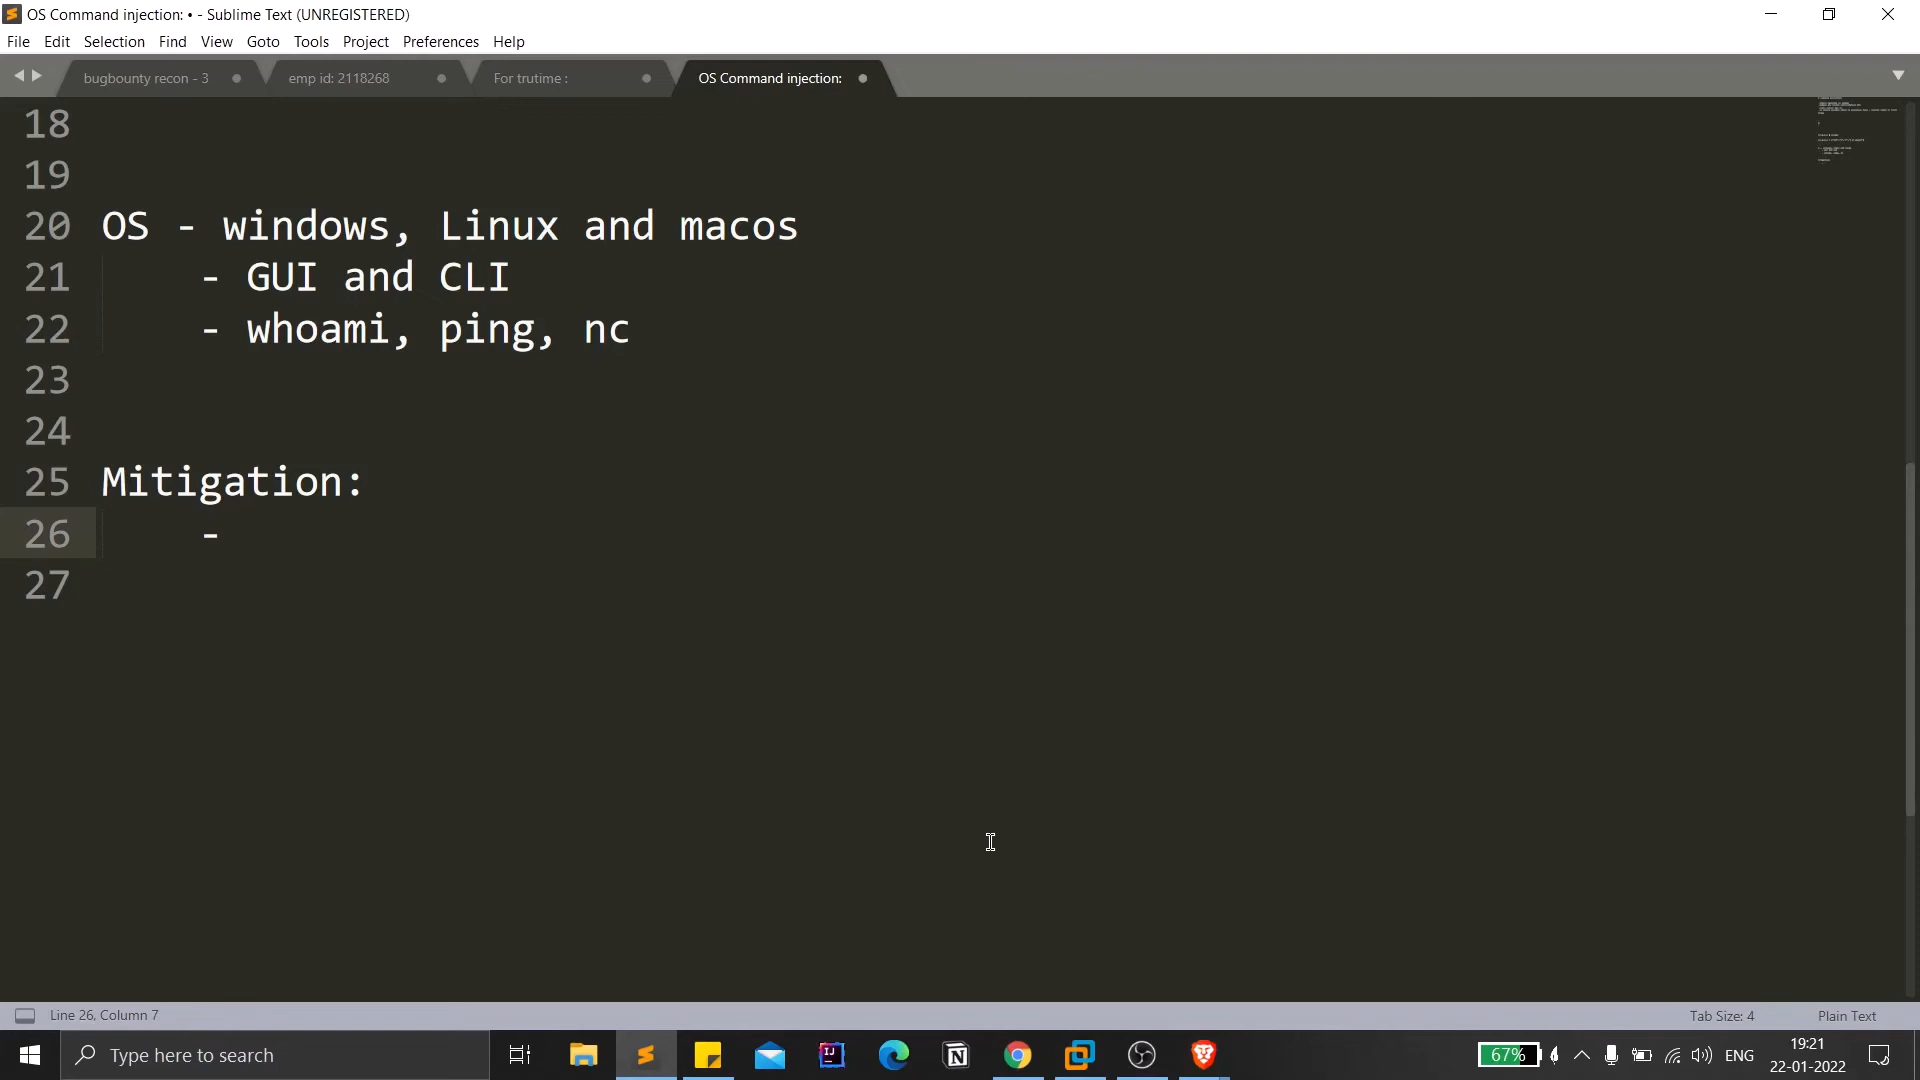 OS Command injection: • - Sublime Text (UNREGISTERED)
File Edit Selection Find View Goto Tools Project Preferences Help
bugbounty recon - 3 emp id: 2118268 For trutime : OS Command injection:
18
19
20 OS - windows, Linux and macos
21 - GUI and CLI
22 - whoami, ping, nc
23
24
25 Mitigation:
26 -
27
Line 26, Column 7 Tab Size: 4 Plain Text
Type here to search 67% ENG 19:21
22-01-2022